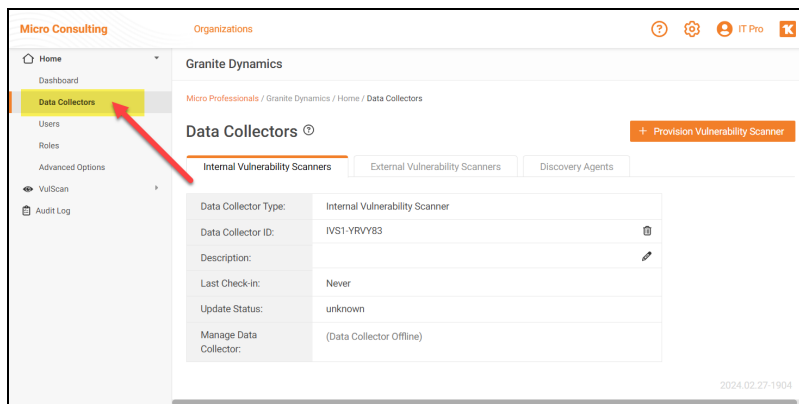 Micro Consulting
Organizations
IT Pro
Home
Granite Dynamics
Dashboard
Data Collectors
Micro Professionals / Granite Dynamics / Home / Data Collectors
Users
Roles
Data Collectors
+ Provision Vulnerability Scanner
Advanced Options
Internal Vulnerability Scanners
External Vulnerability Scanners
Discovery Agents
VulScan
Audit Log
Data Collector Type: Internal Vulnerability Scanner
Data Collector ID: IVS1-YRVY83
Description:
Last Check-in: Never
Update Status: unknown
Manage Data
Collector:
(Data Collector Offline)
2024.02.27-1904